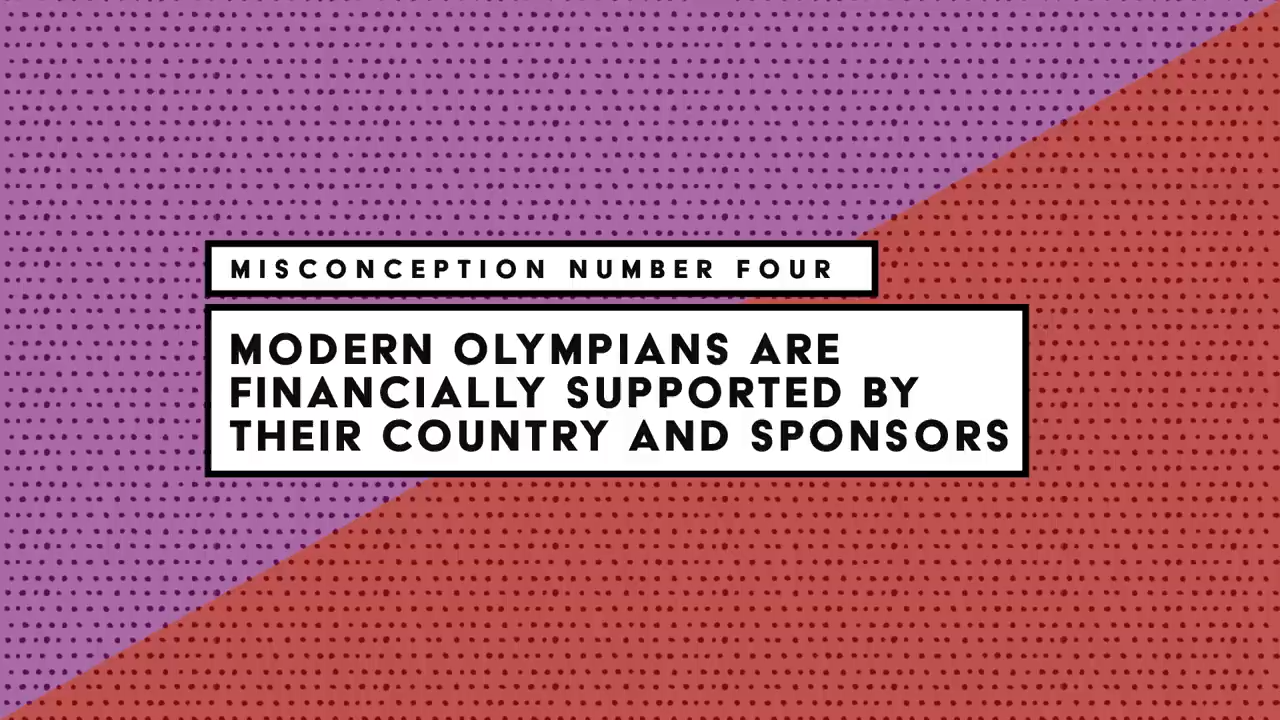 MISCONCEPTION NUMBER FOUR
MODERN OLYMPIANS ARE
FINANCIALLY SUPPORTED BY
THEIR COUNTRY AND SPONSORS